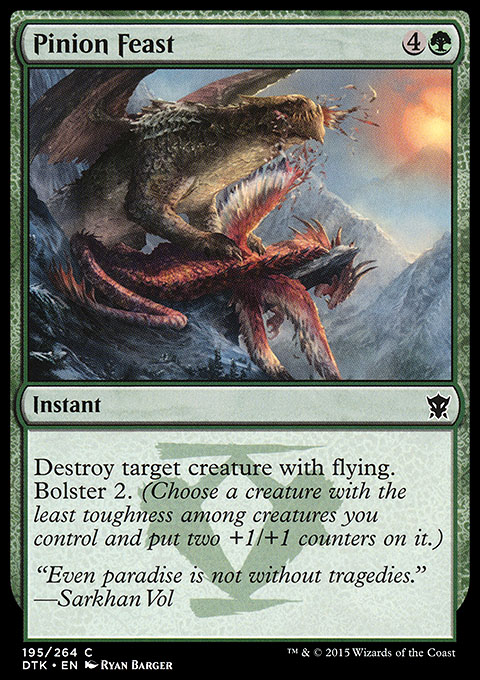 Pinion Feast 4
Instant
Destroy target creature with flying.
Bolster 2. (Choose a creature with the
least toughness among creatures you
control and put two +1/+1 counters on it.)
“Even paradise is not without tragedies.”
—Sarkhan Vol
195/264 C
DTK • EN Ryan Barger
™ & © 2015 Wizards of the Coast